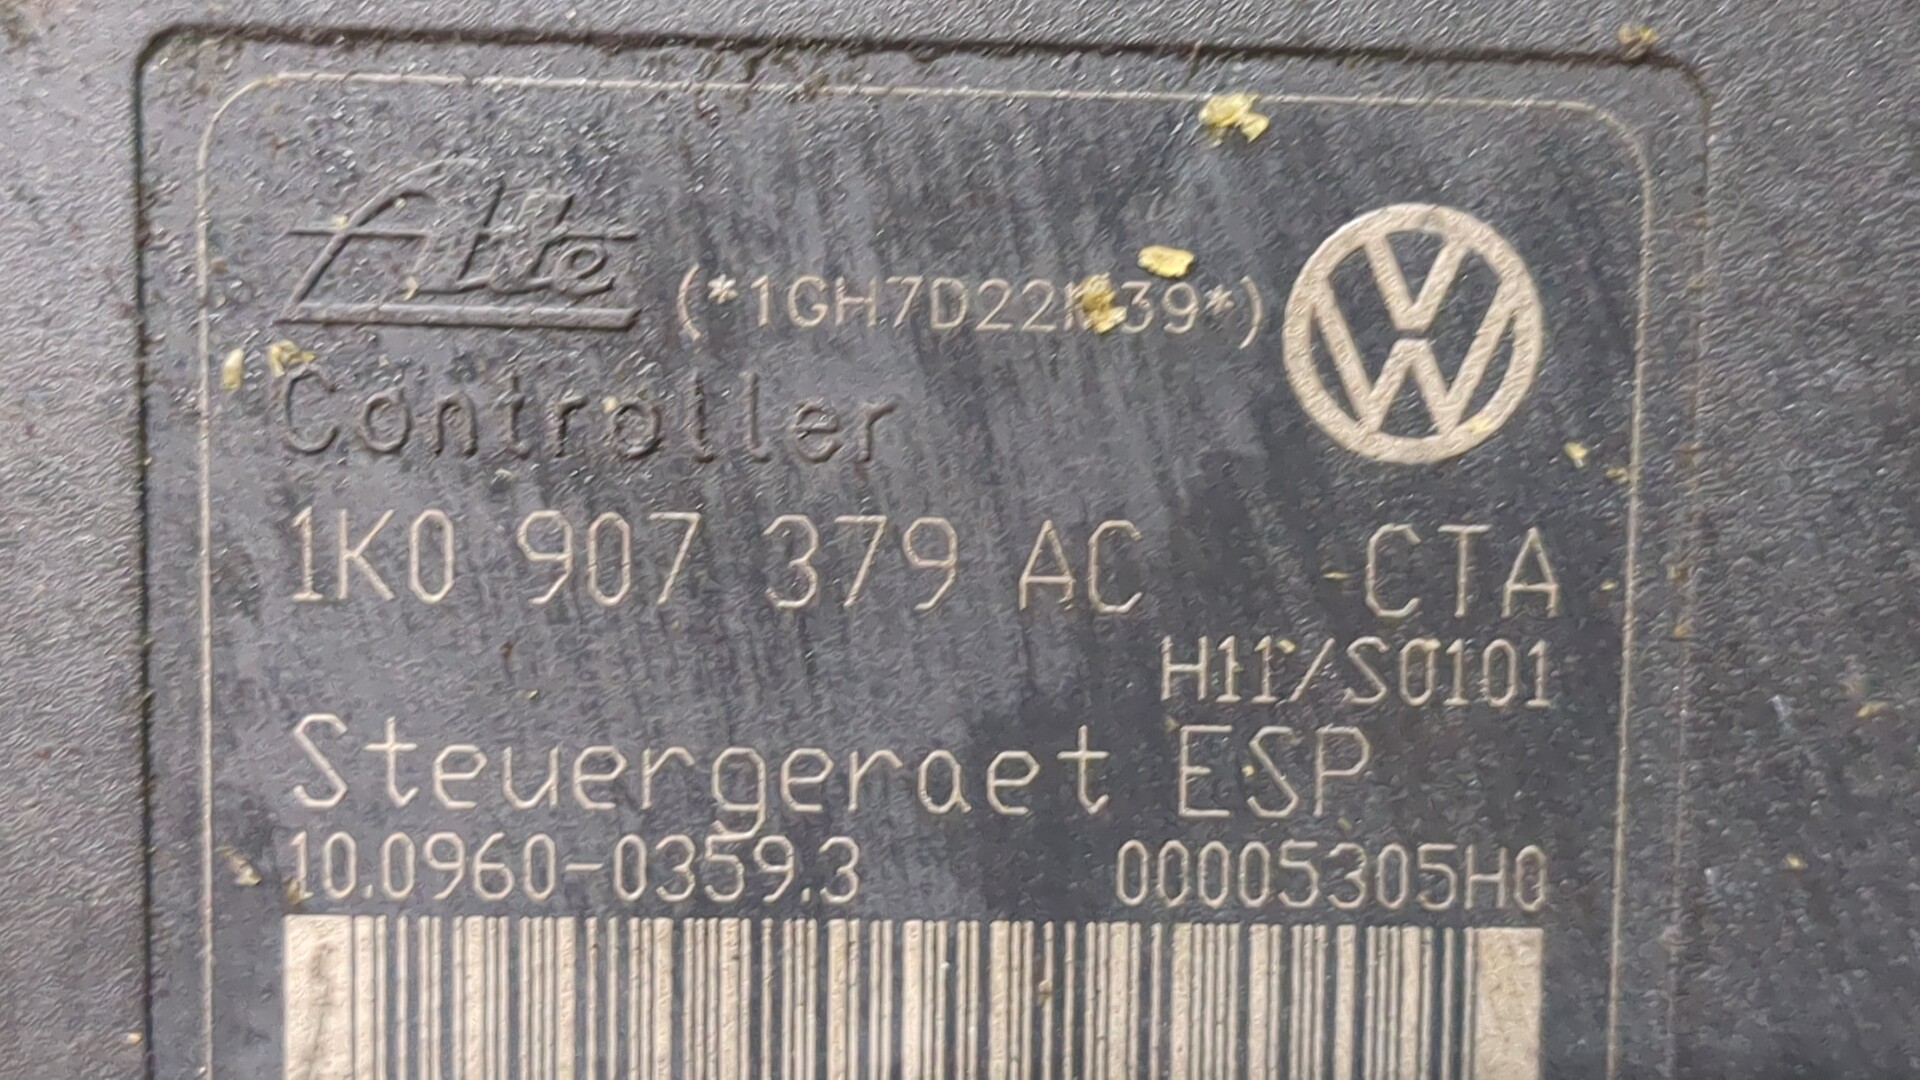 Ate
Controller
1K0 907 379 AC CTA
H11/S0101
Steuergeraet ESP
10.0960-0359.3 00005305H0